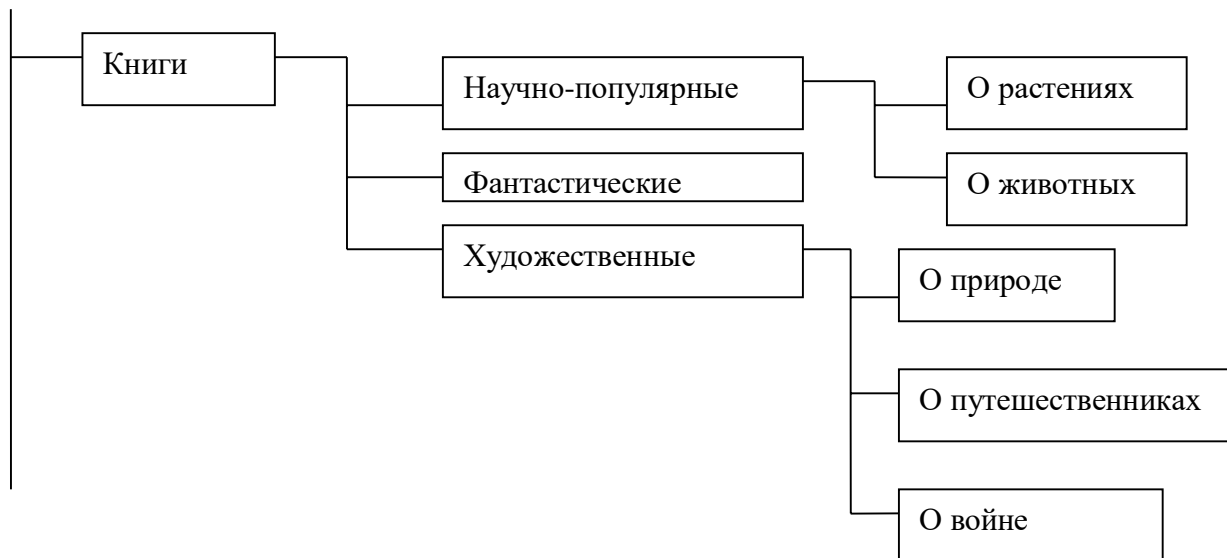 Книги
Научно-популярные
О растениях
Фантастические
О животных
Художественные
О природе
О путешественниках
О войне